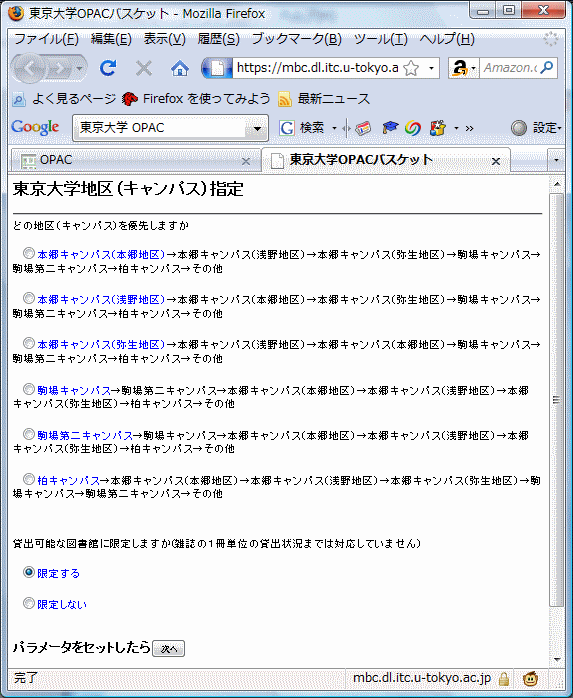 東京大学OPACバスケット - Mozilla Firefox
ファイル(F) 編集(E) 表示(V) 履歴(S) ブックマーク(B) ツール(T) ヘルプ(H)
https://mbc.dl.itc.u-tokyo.a
Amazon.c
よく見るページ Firefox を使ってみよう 最新ニュース
Google 東京大学 OPAC 検索 » 設定
OPAC 東京大学OPACバスケット
東京大学地区(キャンパス)指定
どの地区(キャンパス)を優先しますか
本郷キャンパス(本郷地区)→本郷キャンパス(浅野地区)→本郷キャンパス(弥生地区)→駒場キャンパス→
駒場第二キャンパス→柏キャンパス→その他
本郷キャンパス(浅野地区)→本郷キャンパス(本郷地区)→本郷キャンパス(弥生地区)→駒場キャンパス→
駒場第二キャンパス→柏キャンパス→その他
本郷キャンパス(弥生地区)→本郷キャンパス(浅野地区)→本郷キャンパス(本郷地区)→駒場キャンパス→
駒場第二キャンパス→柏キャンパス→その他
駒場キャンパス→駒場第二キャンパス→本郷キャンパス(本郷地区)→本郷キャンパス(浅野地区)→本郷
キャンパス(弥生地区)→柏キャンパス→その他
駒場第二キャンパス→駒場キャンパス→本郷キャンパス(本郷地区)→本郷キャンパス(浅野地区)→本郷
キャンパス(弥生地区)→柏キャンパス→その他
柏キャンパス→本郷キャンパス(本郷地区)→本郷キャンパス(浅野地区)→本郷キャンパス(弥生地区)→駒
場キャンパス→駒場第二キャンパス→その他
貸出可能な図書館に限定しますか(雑誌の1冊単位の貸出状況までは対応していません)
限定する
限定しない
パラメータをセットしたら 次へ
完了 mbc.dl.itc.u-tokyo.ac.jp